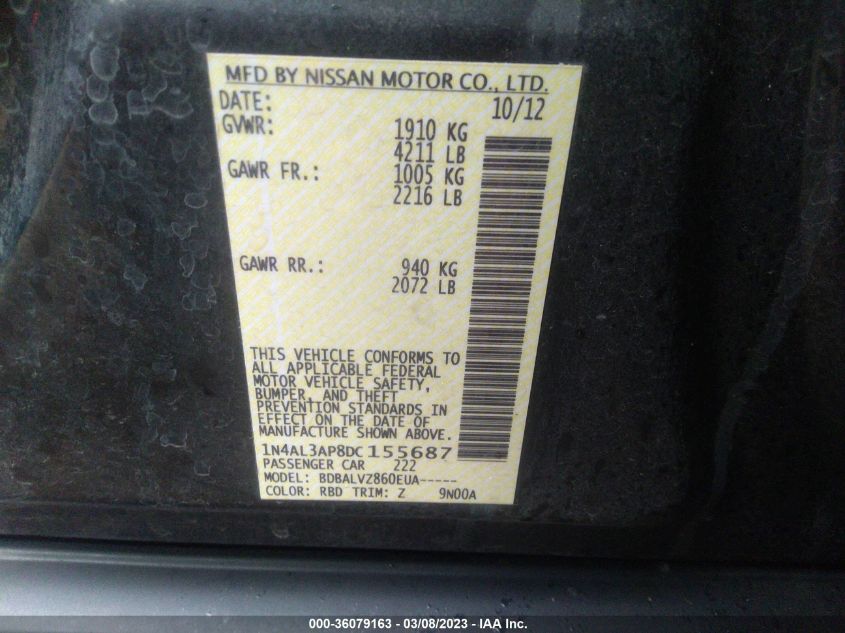 MFD BY NISSAN MOTOR CO., LTD.
DATE: 10/12
GVWR: 1910 KG
4211 LB
GAWR FR.: 1005 KG
2216 LB
GAWR RR.: 940 KG
2072 LB
THIS VEHICLE CONFORMS TO
ALL APPLICABLE FEDERAL
MOTOR VEHICLE SAFETY,
BUMPER, AND THEFT
PREVENTION STANDARDS IN
EFFECT ON THE DATE OF
MANUFACTURE SHOWN ABOVE.
1N4AL3AP8DC155687
PASSENGER CAR 222
MODEL: BDBALVZ860EUA-----
COLOR: RBD TRIM: Z 9N00A
000-36079163 - 03/08/2023 - IAA Inc.